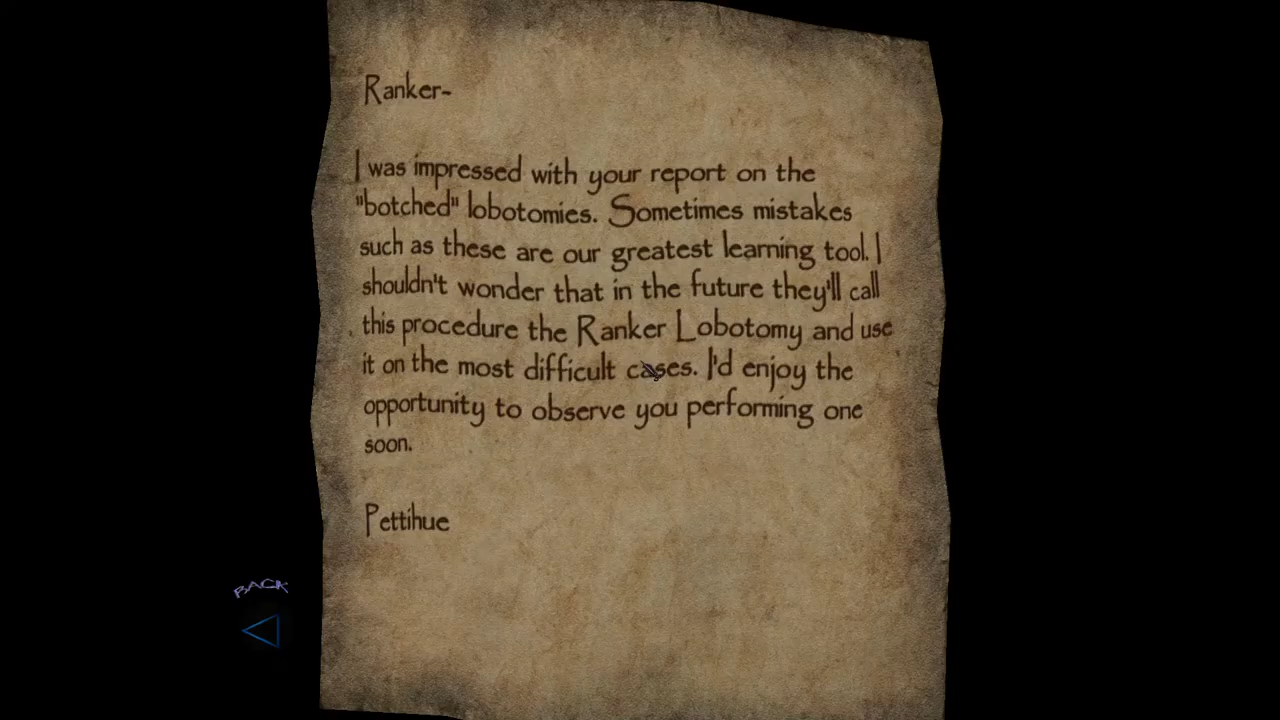 Ranker-
I was impressed with your report on the
"botched" lobotomies. Sometimes mistakes
such as these are our greatest learning tool. I
shouldn't wonder that in the future they'll call
this procedure the Ranker Lobotomy and use
it on the most difficult cases. I'd enjoy the
opportunity to observe you performing one
soon.
Pettihue
BACK